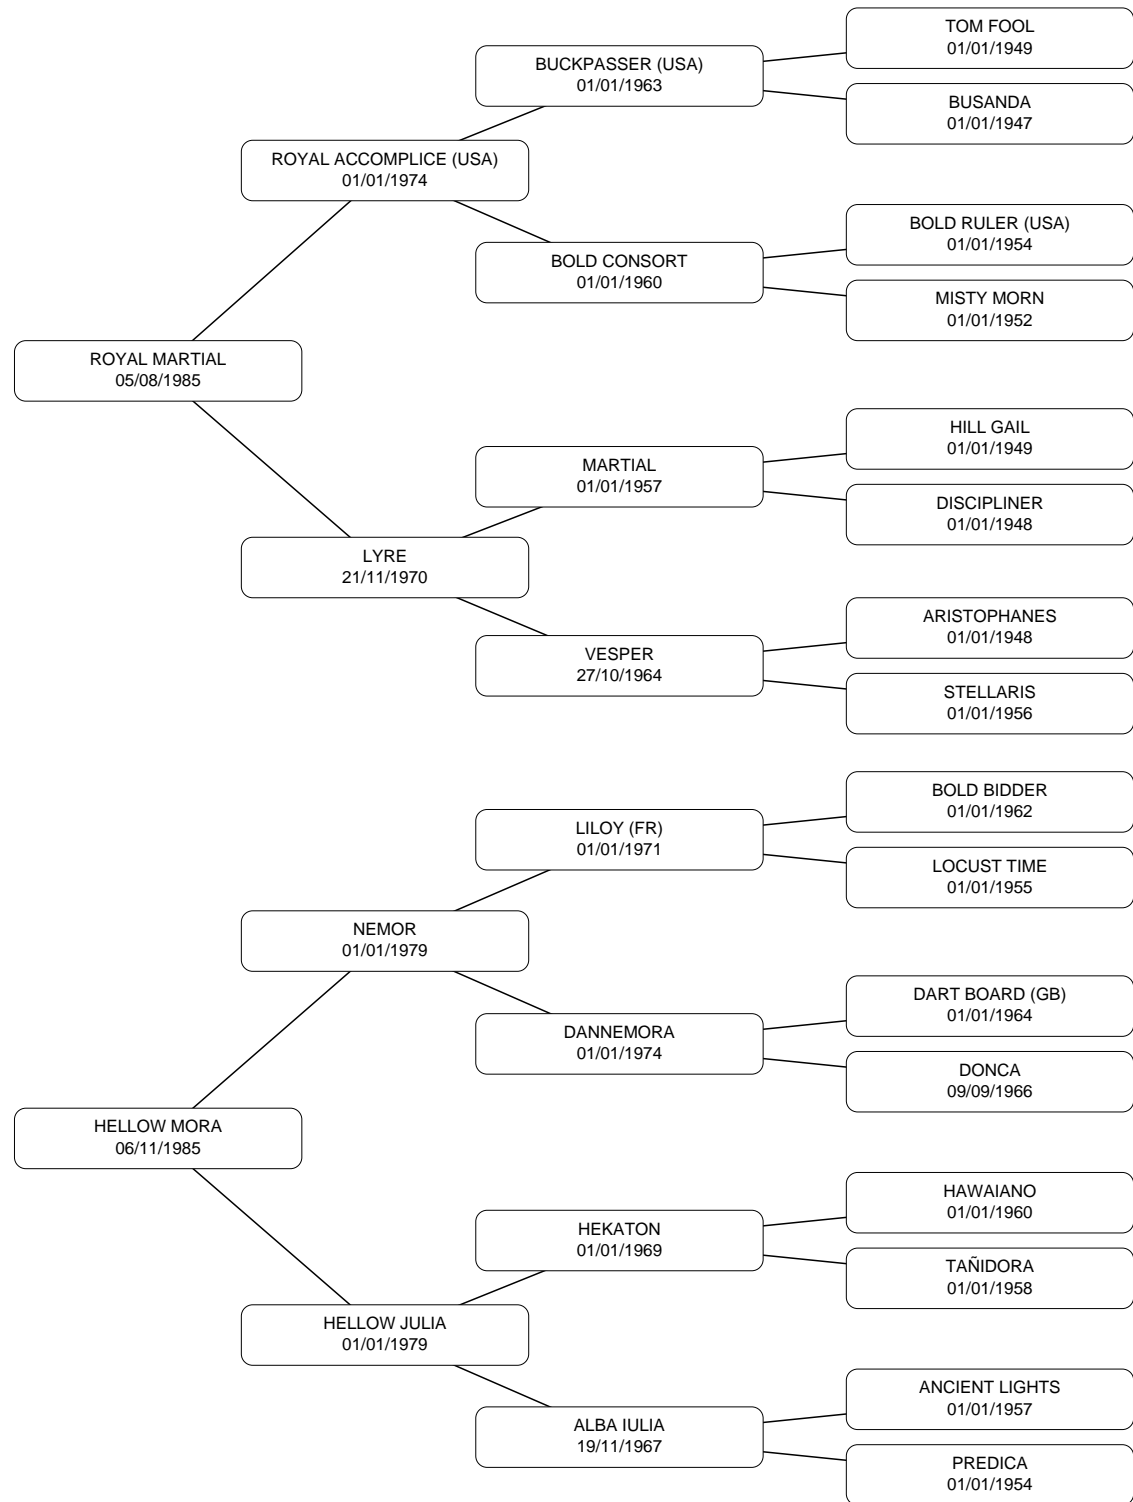 TOM FOOL
01/01/1949
BUCKPASSER (USA)
01/01/1963
BUSANDA
01/01/1947
ROYAL ACCOMPLICE (USA)
01/01/1974
BOLD RULER (USA)
01/01/1954
BOLD CONSORT
01/01/1960
MISTY MORN
01/01/1952
ROYAL MARTIAL
05/08/1985
HILL GAIL
01/01/1949
MARTIAL
01/01/1957
DISCIPLINER
01/01/1948
LYRE
21/11/1970
ARISTOPHANES
01/01/1948
VESPER
27/10/1964
STELLARIS
01/01/1956
BOLD BIDDER
01/01/1962
LILOY (FR)
01/01/1971
LOCUST TIME
01/01/1955
NEMOR
01/01/1979
DART BOARD (GB)
01/01/1964
DANNEMORA
01/01/1974
DONCA
09/09/1966
HELLOW MORA
06/11/1985
HAWAIANO
01/01/1960
HEKATON
01/01/1969
TAÑIDORA
01/01/1958
HELLOW JULIA
01/01/1979
ANCIENT LIGHTS
01/01/1957
ALBA IULIA
19/11/1967
PREDICA
01/01/1954